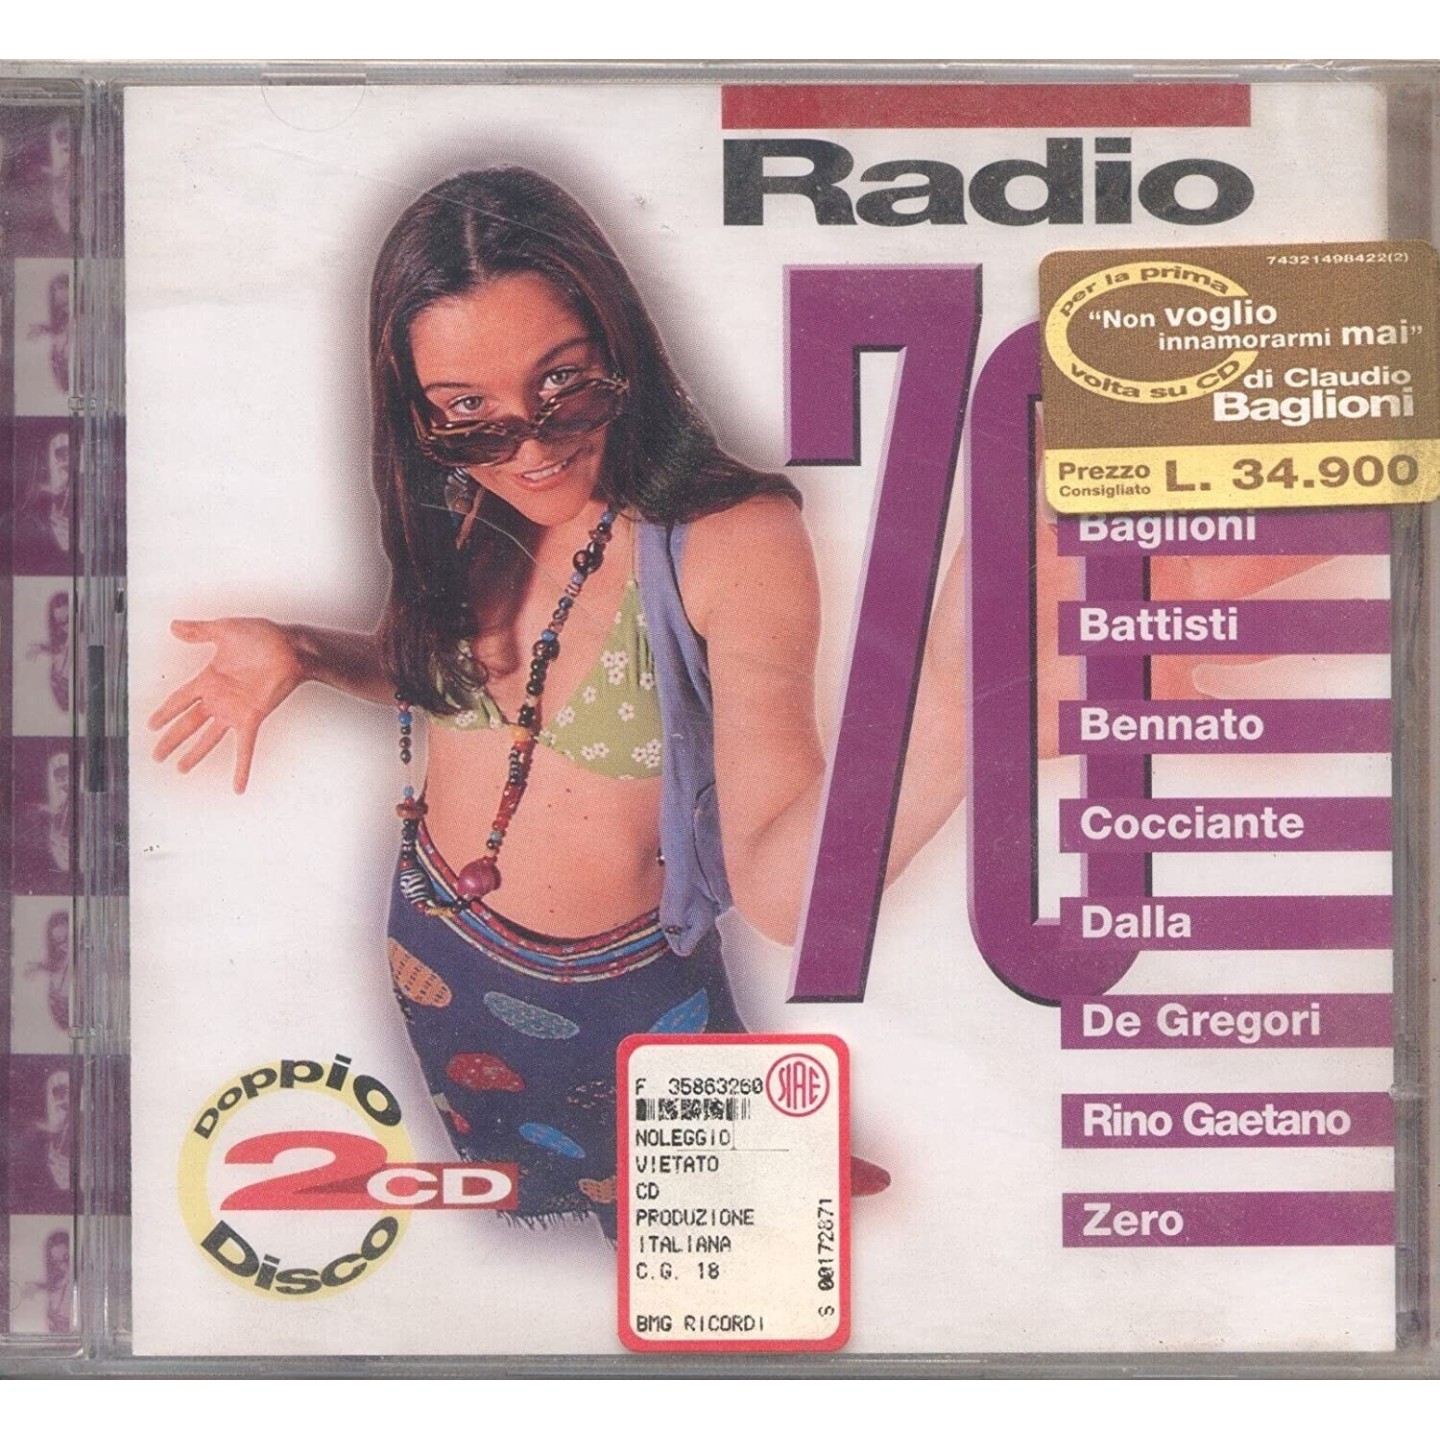 Radio
70
74321498422(2)
per la prima
volta su CD
"Non voglio
innamorarmi mai"
di Claudio
Baglioni
Prezzo
Consigliato
L. 34.900
Baglioni
Battisti
Bennato
Cocciante
Dalla
De Gregori
Rino Gaetano
Zero
Doppio
2CD
Disco
F 35863260
SIAE
NOLEGGIO
VIETATO
CD
PRODUZIONE
ITALIANA
C.G. 18
BMG RICORDI
S 00172871